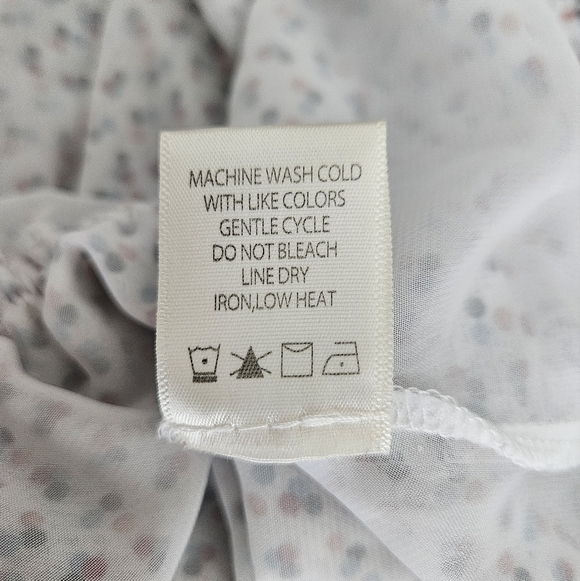 MACHINE WASH COLD
WITH LIKE COLORS
GENTLE CYCLE
DO NOT BLEACH
LINE DRY
IRON,LOW HEAT